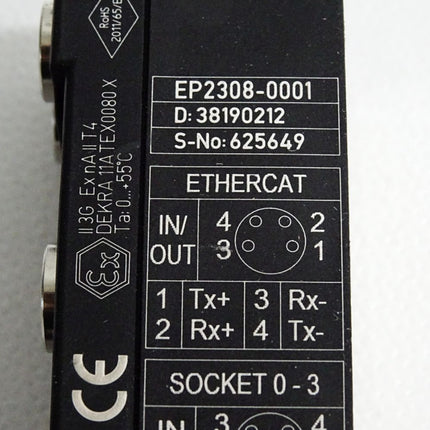 RoHS
2011/65/E
II 3G Ex nA II T4
DEKRA 11ATEX0080 X
Ta: 0...+55°C
Ex
CE
EP2308-0001
D: 38190212
S-No: 625649
ETHERCAT
IN/ 4 2
OUT 3 1
1 Tx+ 3 Rx-
2 Rx+ 4 Tx-
SOCKET 0 - 3
IN 3 4